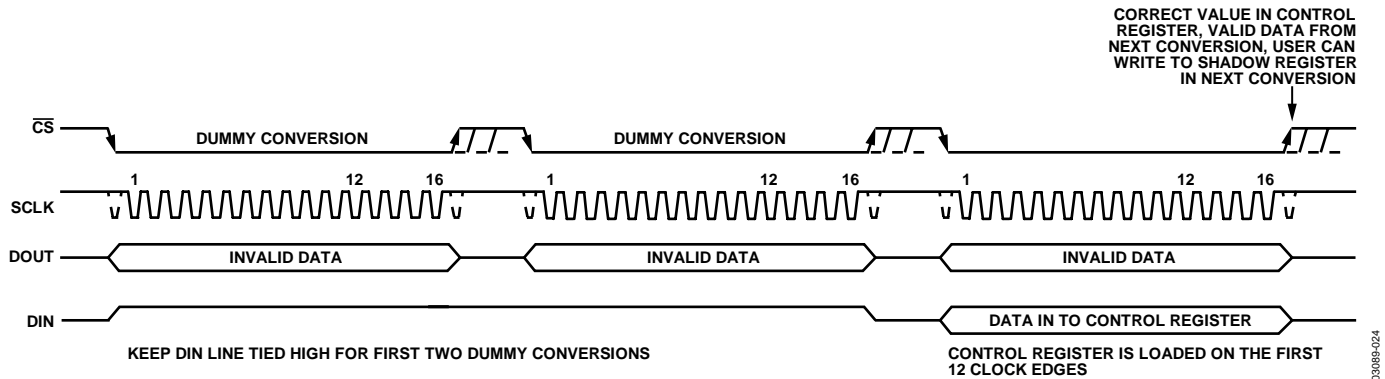 CORRECT VALUE IN CONTROL
REGISTER, VALID DATA FROM
NEXT CONVERSION, USER CAN
WRITE TO SHADOW REGISTER
IN NEXT CONVERSION
CS DUMMY CONVERSION DUMMY CONVERSION
1 12 16 1 12 16 1 12 16
SCLK
DOUT INVALID DATA INVALID DATA INVALID DATA
DIN DATA IN TO CONTROL REGISTER
KEEP DIN LINE TIED HIGH FOR FIRST TWO DUMMY CONVERSIONS
CONTROL REGISTER IS LOADED ON THE FIRST
12 CLOCK EDGES
03089-024